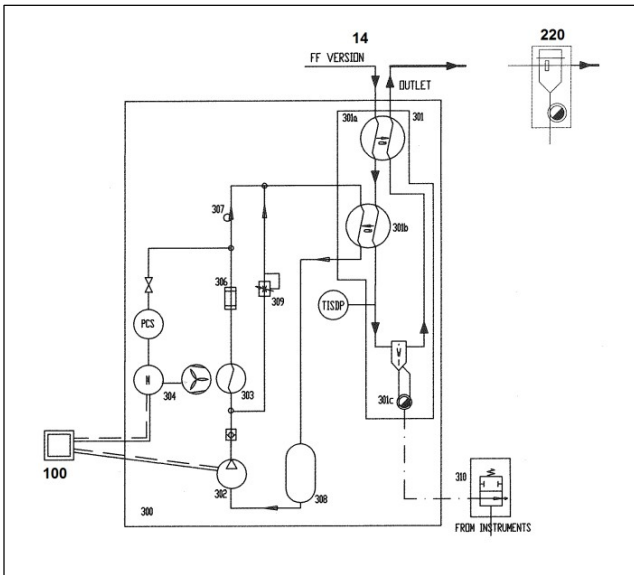 14
220
FF VERSION
OUTLET
301a
301
307
301b
306
309
TISDP
PCS
303
M
304
301c
100
302
308
310
300
FROM INSTRUMENTS